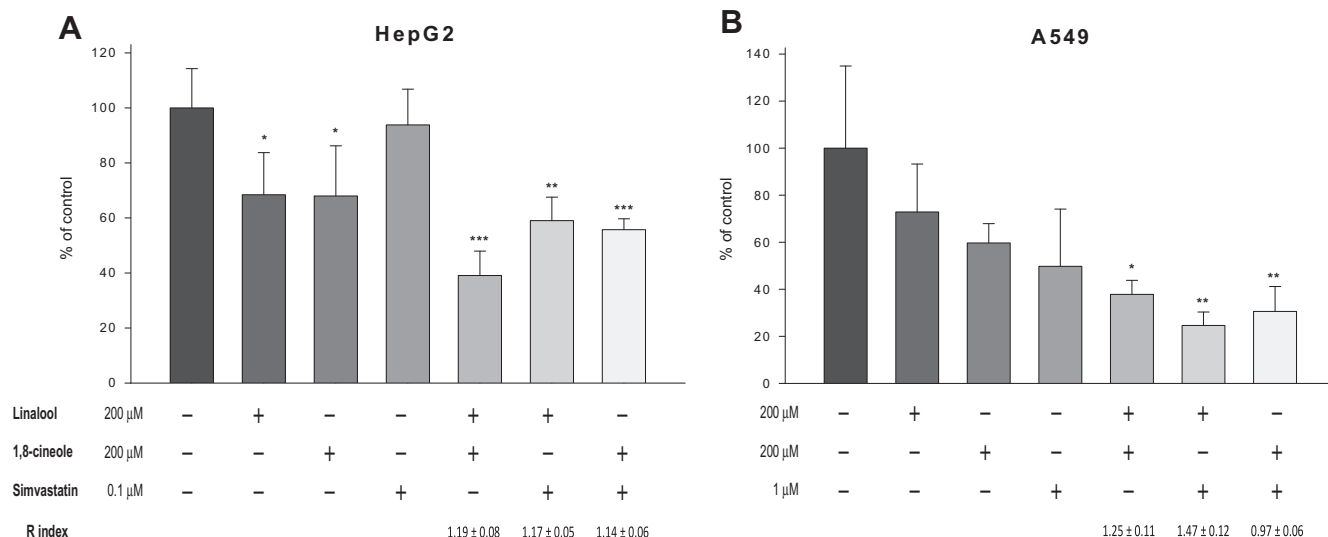 A
HepG2
120
100
80
60
40
20
0
% of control
*
*
***
**
***
Linalool 200 μM – + – – + + –
1,8-cineole 200 μM – – + – + – +
Simvastatin 0.1 μM – – – + – + +
R index 1.19 ± 0.08 1.17 ± 0.05 1.14 ± 0.06
B
A549
140
120
100
80
60
40
20
0
% of control
*
**
**
200 μM – + – – + + –
200 μM – – + – + – +
1 μM – – – + – + +
1.25 ± 0.11 1.47 ± 0.12 0.97 ± 0.06